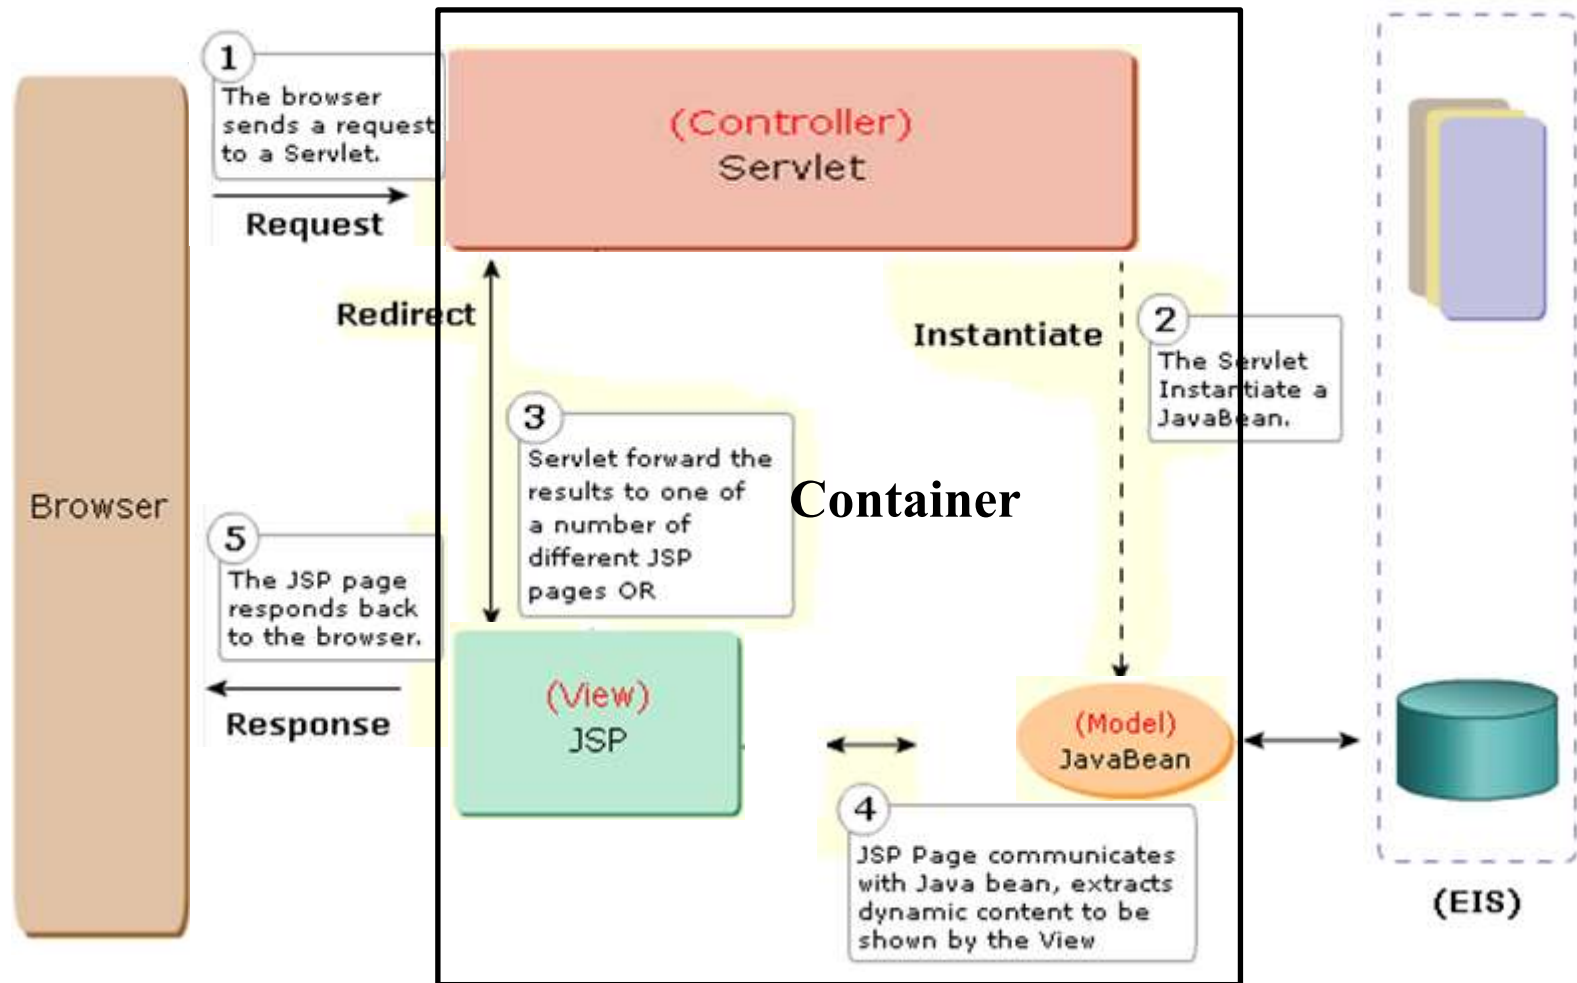 1
The browser
sends a request
to a Servlet.
Request
(Controller)
Servlet
Redirect
Instantiate
2
The Servlet
Instantiate a
JavaBean.
3
Servlet forward the
results to one of
a number of
different JSP
pages OR
Container
Browser
5
The JSP page
responds back
to the browser.
Response
(View)
JSP
(Model)
JavaBean
4
JSP Page communicates
with Java bean, extracts
dynamic content to be
shown by the View
(EIS)